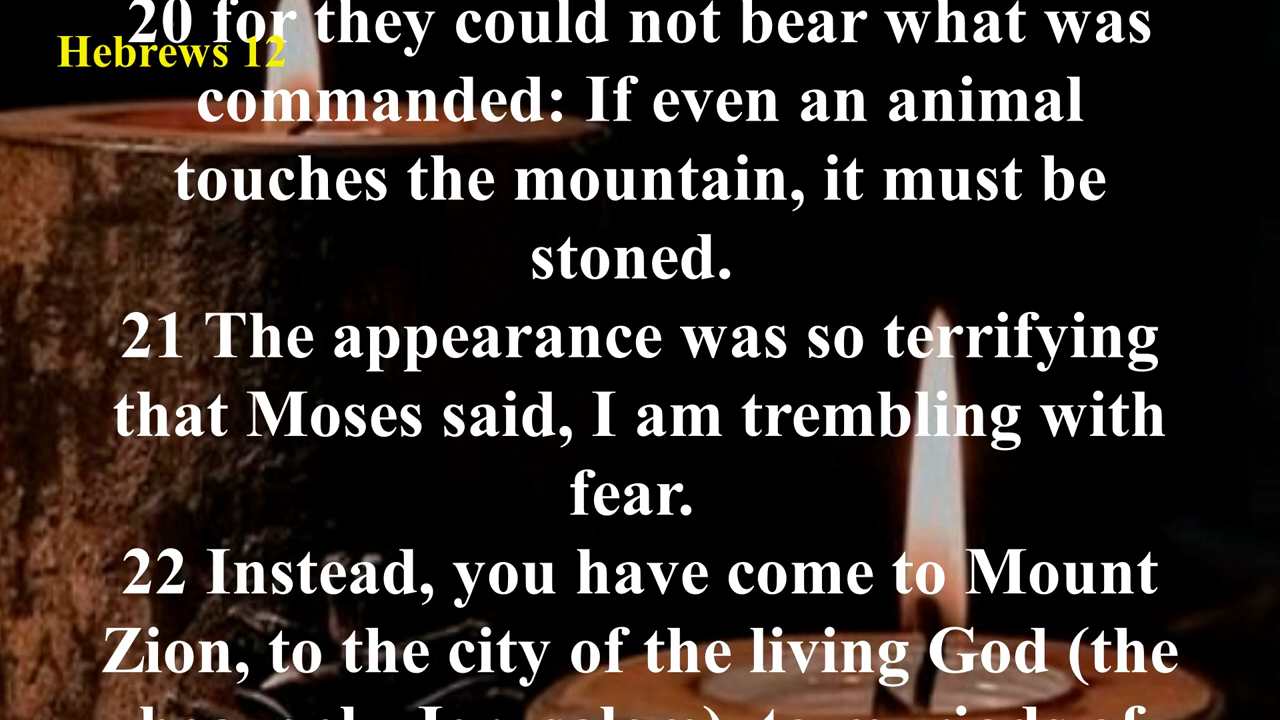 20 for they could not bear what was
Hebrews 12
commanded: If even an animal
touches the mountain, it must be
stoned.
21 The appearance was so terrifying
that Moses said, I am trembling with
fear.
22 Instead, you have come to Mount
Zion, to the city of the living God (the